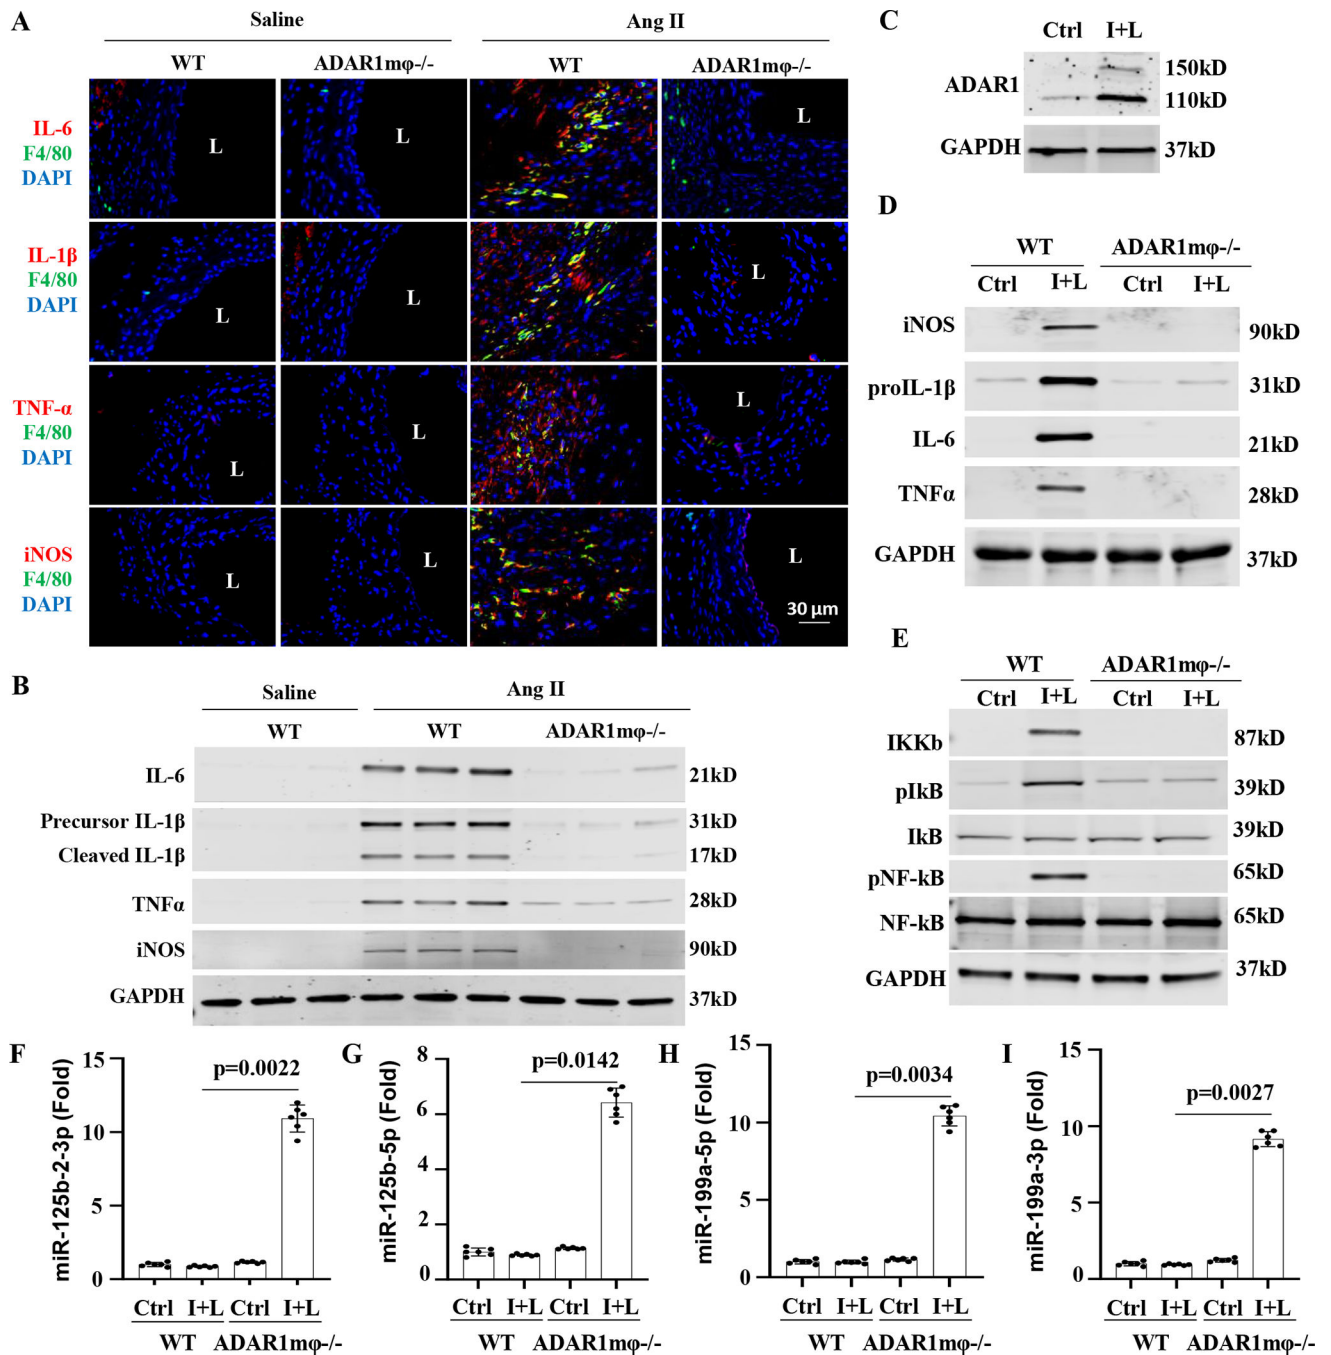 A
Saline
Ang II
WT
ADAR1mφ-/-
WT
ADAR1mφ-/-
IL-6
F4/80
DAPI
L
L
L
IL-1β
F4/80
DAPI
L
L
L
TNF-α
F4/80
DAPI
L
L
L
iNOS
F4/80
DAPI
L
L
L
30 μm
B
Saline
Ang II
WT
WT
ADAR1mφ-/-
IL-6
21kD
Precursor IL-1β
31kD
Cleaved IL-1β
17kD
TNFα
28kD
iNOS
90kD
GAPDH
37kD
C
Ctrl
I+L
ADAR1
150kD
110kD
GAPDH
37kD
D
WT
ADAR1mφ-/-
Ctrl
I+L
Ctrl
I+L
iNOS
90kD
proIL-1β
31kD
IL-6
21kD
TNFα
28kD
GAPDH
37kD
E
WT
ADAR1mφ-/-
Ctrl
I+L
Ctrl
I+L
IKKb
87kD
pIkB
39kD
IkB
39kD
pNF-kB
65kD
NF-kB
65kD
GAPDH
37kD
F
miR-125b-2-3p (Fold)
15
10
5
0
p=0.0022
Ctrl
I+L
Ctrl
I+L
WT
ADAR1mφ-/-
G
miR-125b-5p (Fold)
8
6
4
2
0
p=0.0142
Ctrl
I+L
Ctrl
I+L
WT
ADAR1mφ-/-
H
miR-199a-5p (Fold)
15
10
5
0
p=0.0034
Ctrl
I+L
Ctrl
I+L
WT
ADAR1mφ-/-
I
miR-199a-3p (Fold)
15
10
5
0
p=0.0027
Ctrl
I+L
Ctrl
I+L
WT
ADAR1mφ-/-